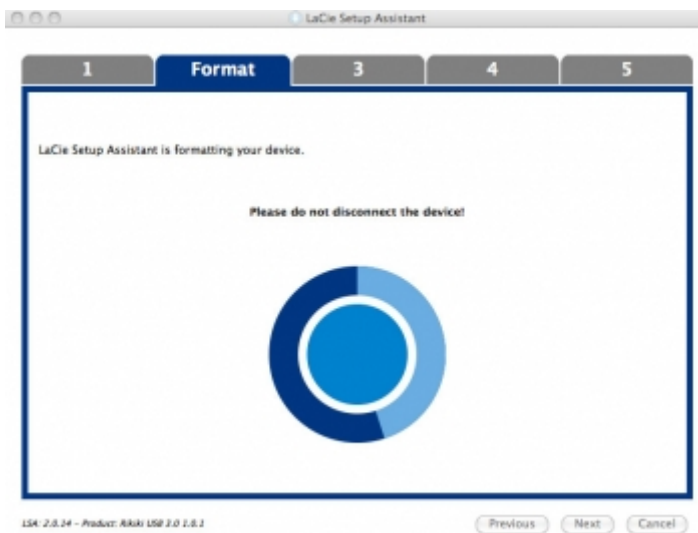 LaCie Setup Assistant
1 Format 3 4 5
LaCie Setup Assistant is formatting your device.
Please do not disconnect the device!
LSA: 2.0.14 – Product: Rikiki USB 3.0 1.0.1
Previous Next Cancel